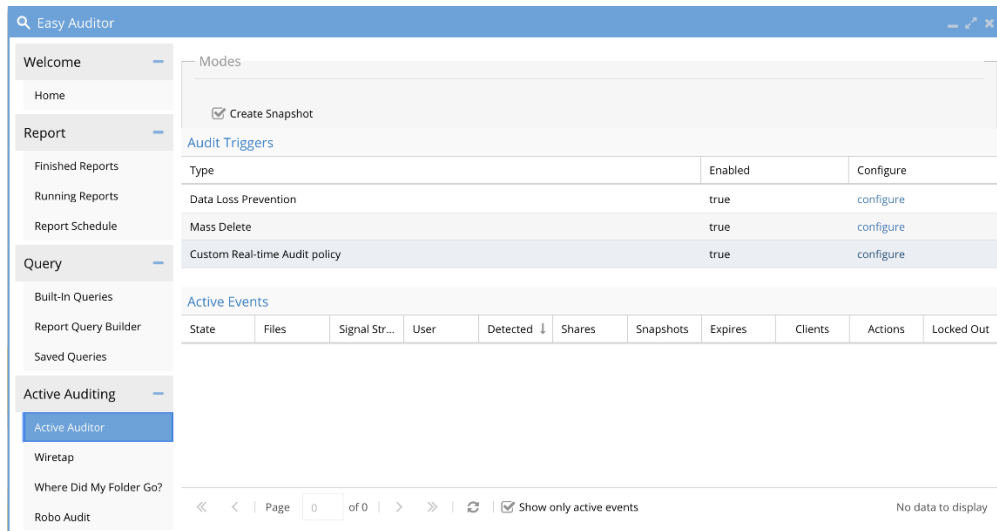 Easy Auditor
Welcome
Home
Report
Finished Reports
Running Reports
Report Schedule
Query
Built-In Queries
Report Query Builder
Saved Queries
Active Auditing
Active Auditor
Wiretap
Where Did My Folder Go?
Robo Audit
Modes
Create Snapshot
Audit Triggers
Type Enabled Configure
Data Loss Prevention true configure
Mass Delete true configure
Custom Real-time Audit policy true configure
Active Events
State Files Signal Str... User Detected ↓ Shares Snapshots Expires Clients Actions Locked Out
Page 0 of 0 Show only active events No data to display